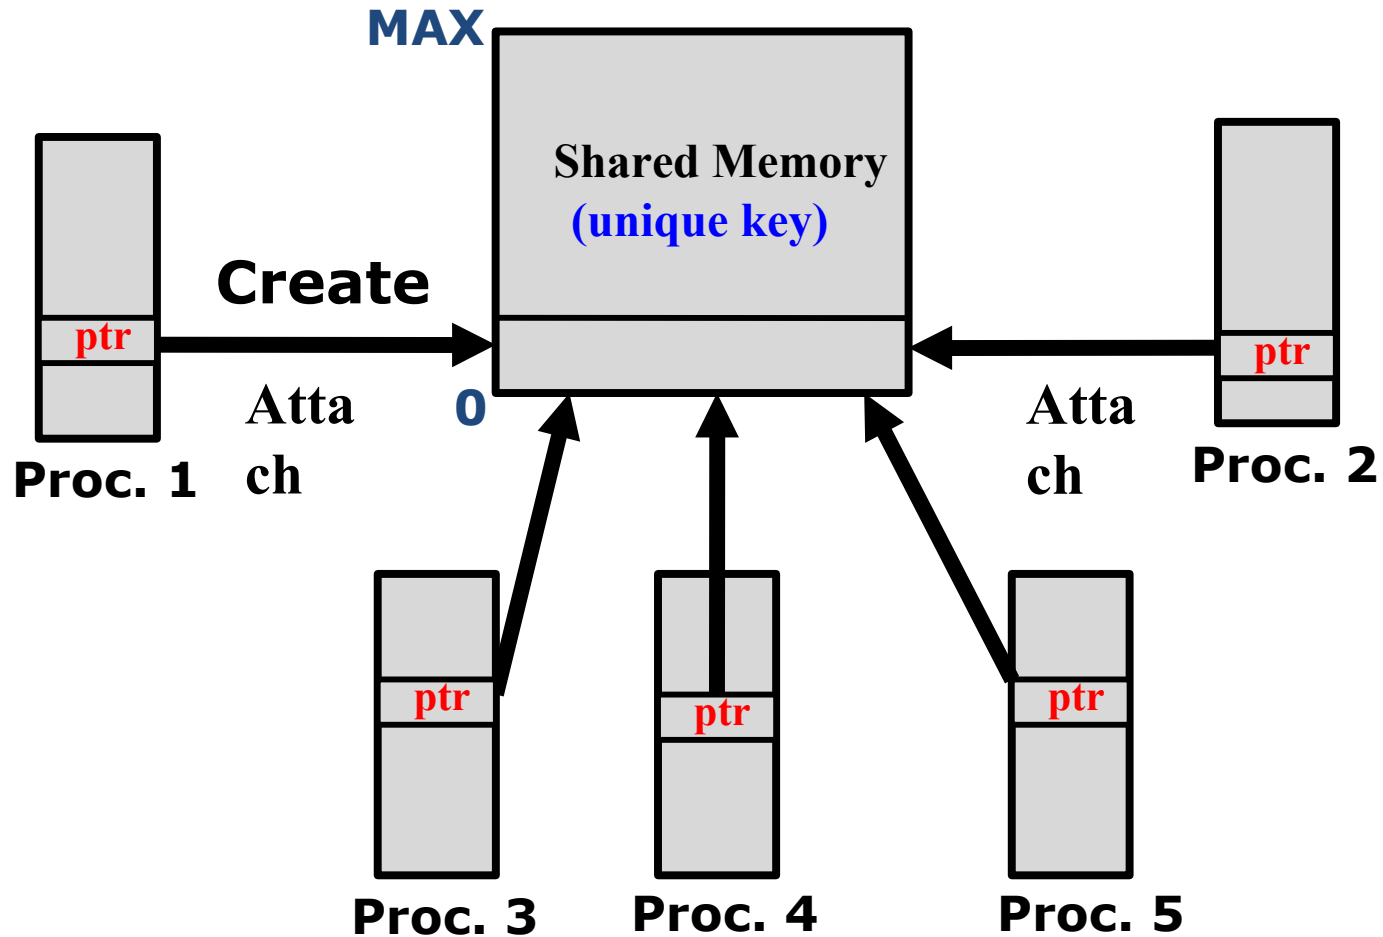 MAX
Shared Memory
(unique key)
Create
ptr
ptr
Atta
ch
0
Atta
ch
Proc. 1
Proc. 2
ptr
ptr
ptr
Proc. 3
Proc. 4
Proc. 5